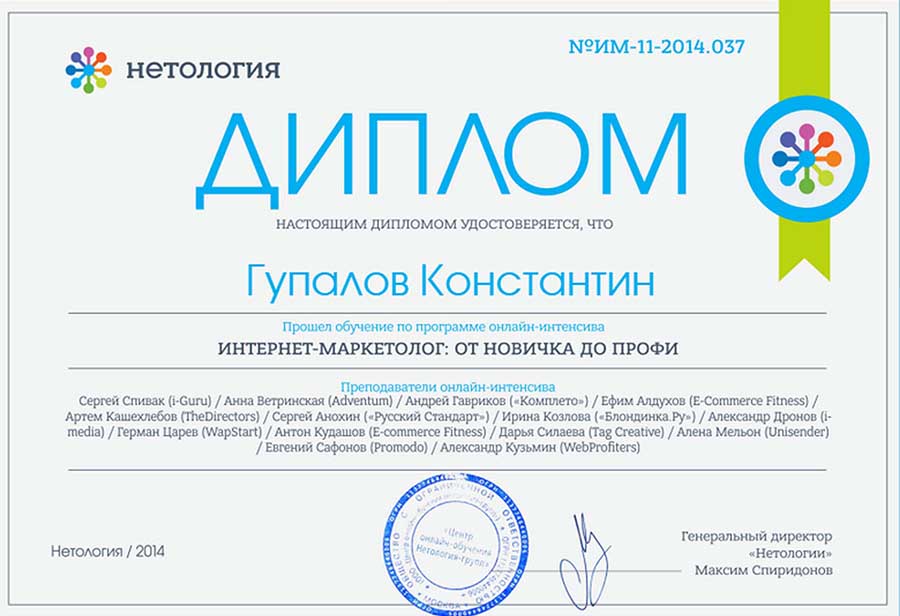 нетология
№ИМ-11-2014.037
ДИПЛОМ
НАСТОЯЩИМ ДИПЛОМОМ УДОСТОВЕРЯЕТСЯ, ЧТО
Гупалов Константин
Прошел обучение по программе онлайн-интенсива
ИНТЕРНЕТ-МАРКЕТОЛОГ: ОТ НОВИЧКА ДО ПРОФИ
Преподаватели онлайн-интенсива
Сергей Спивак (i-Guru) / Анна Ветринская (Adventum) / Андрей Гавриков («Комплето») / Ефим Алдухов (E-Commerce Fitness) /
Артем Кашехлебов (TheDirectors) / Сергей Анохин («Русский Стандарт») / Ирина Козлова («Блондинка.Ру») / Александр Дронов (i-
media) / Герман Царев (WapStart) / Антон Кудашов (E-commerce Fitness) / Дарья Силаева (Tag Creative) / Алена Мельон (Unisender)
/ Евгений Сафонов (Promodo) / Александр Кузьмин (WebProfiters)
ОБЩЕСТВО С ОГРАНИЧЕННОЙ ОТВЕТСТВЕННОСТЬЮ
«Центр
онлайн-обучения
Нетология-групп»
МОСКВА
Нетология / 2014
Генеральный директор
«Нетологии»
Максим Спиридонов